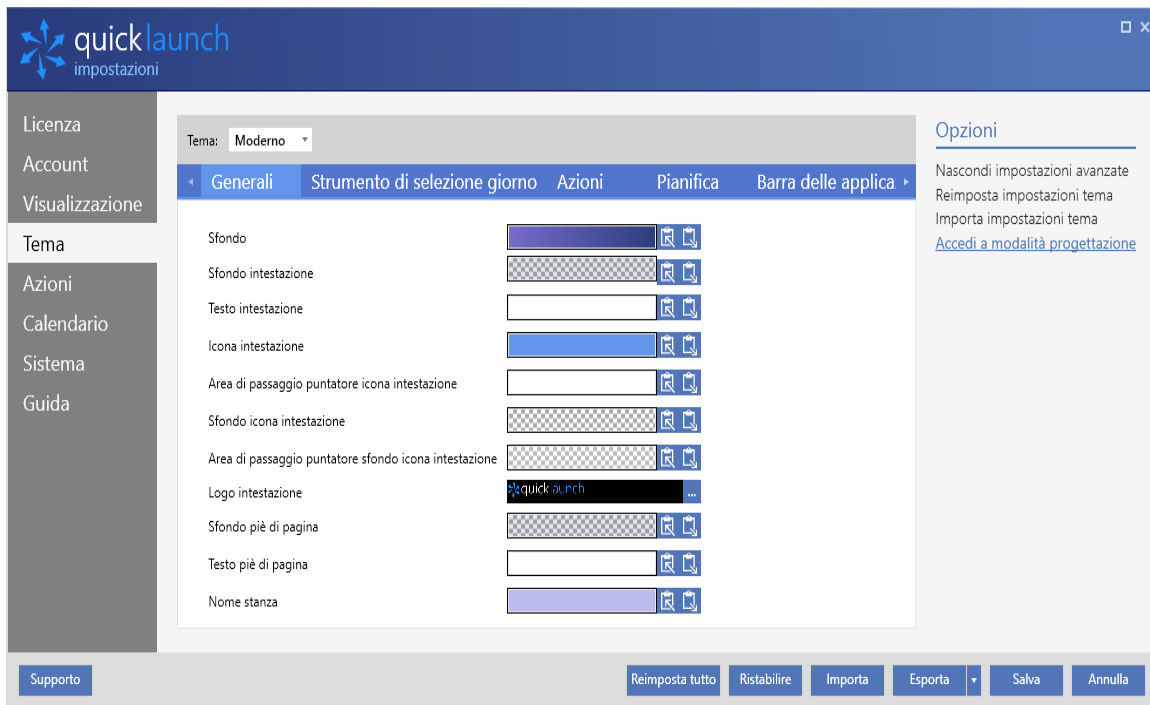 quicklaunch
impostazioni
Licenza
Account
Visualizzazione
Tema
Azioni
Calendario
Sistema
Guida
Tema: Moderno
Generali Strumento di selezione giorno Azioni Pianifica Barra delle applica
Sfondo
Sfondo intestazione
Testo intestazione
Icona intestazione
Area di passaggio puntatore icona intestazione
Sfondo icona intestazione
Area di passaggio puntatore sfondo icona intestazione
Logo intestazione quicklaunch ...
Sfondo piè di pagina
Testo piè di pagina
Nome stanza
Opzioni
Nascondi impostazioni avanzate
Reimposta impostazioni tema
Importa impostazioni tema
Accedi a modalità progettazione
Supporto Reimposta tutto Ristabilire Importa Esporta Salva Annulla